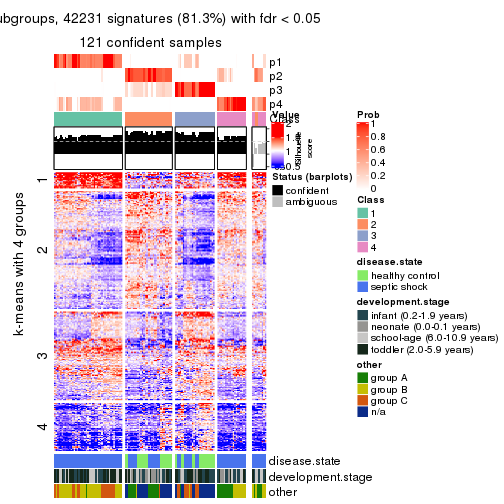 ubgroups, 42231 signatures (81.3%) with fdr < 0.05
121 confident samples
p1
p2
p3
p4
Class
k-means with 4 groups
1
2
3
4
Value
2
1
-0.5
Silhouette
score
1
0.5
Status (barplots)
confident
ambiguous
Prob
1
0.8
0.6
0.4
0.2
0
Class
1
2
3
4
disease.state
healthy control
septic shock
development.stage
infant (0.2-1.9 years)
neonate (0.0-0.1 years)
school-age (6.0-10.9 years)
toddler (2.0-5.9 years)
other
group A
group B
group C
n/a
disease.state
development.stage
other